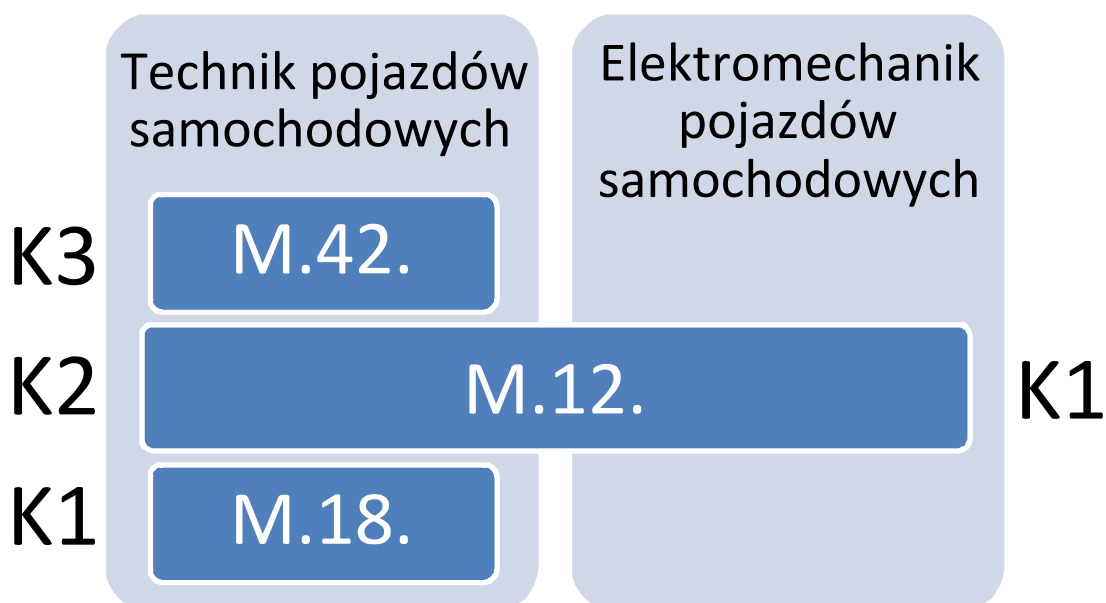 Technik pojazdów
samochodowych
Elektromechanik
pojazdów
samochodowych
K3
M.42.
K2
M.12.
K1
K1
M.18.